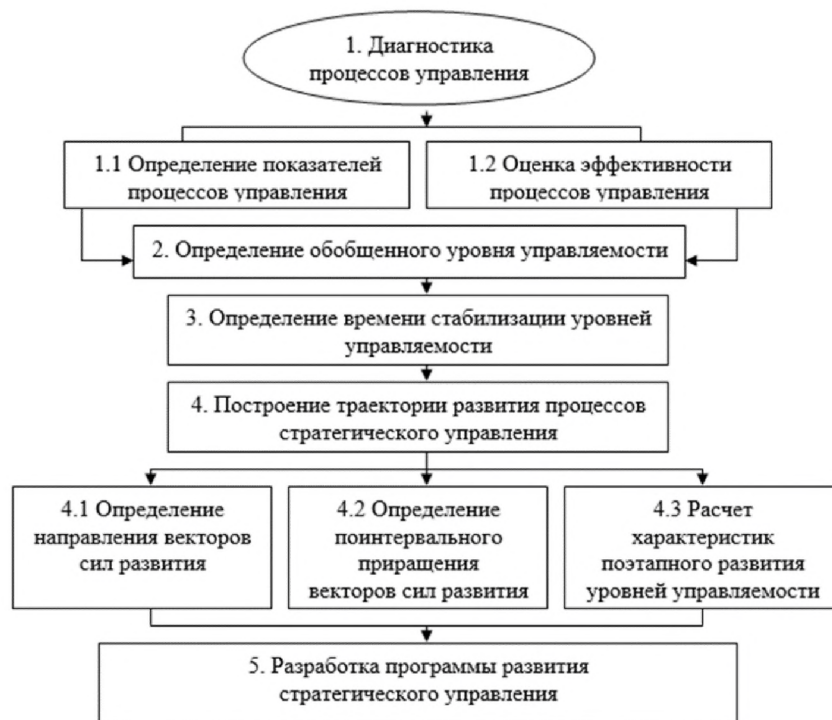 1. Диагностика
процессов управления
1.1 Определение показателей
процессов управления
1.2 Оценка эффективности
процессов управления
2. Определение обобщенного уровня управляемости
3. Определение времени стабилизации уровней
управляемости
4. Построение траектории развития процессов
стратегического управления
4.1 Определение
направления векторов
сил развития
4.2 Определение
поинтервального
приращения
векторов сил развития
4.3 Расчет
характеристик
поэтапного развития
уровней управляемости
5. Разработка программы развития
стратегического управления